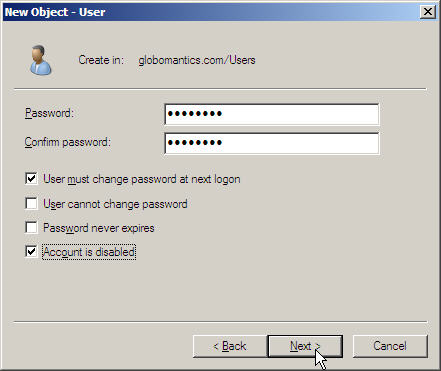 New Object - User
Create in: globomantics.com/Users
Password: ••••••••
Confirm password: ••••••••
User must change password at next logon
User cannot change password
Password never expires
Account is disabled
< Back Next > Cancel